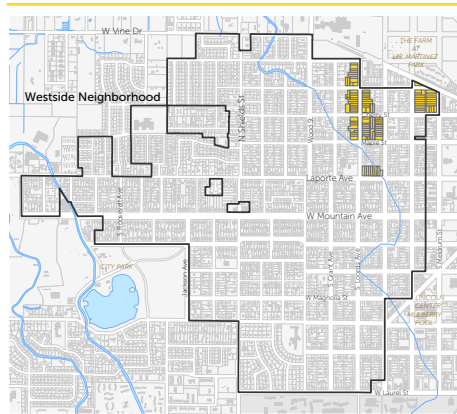 W Vine Dr
THE FARM
AT
LEE MARTINEZ
PARK
Westside Neighborhood
N Shields St
Wood St
Maple St
Laporte Ave
S Roosevelt Ave
W Mountain Ave
S Grant Ave
S Loomis Ave
S Meldrum St
CITY PARK
Jackson Ave
W Magnolia St
LINCOLN
CENTER
MULBERRY
POOL
W Laurel St